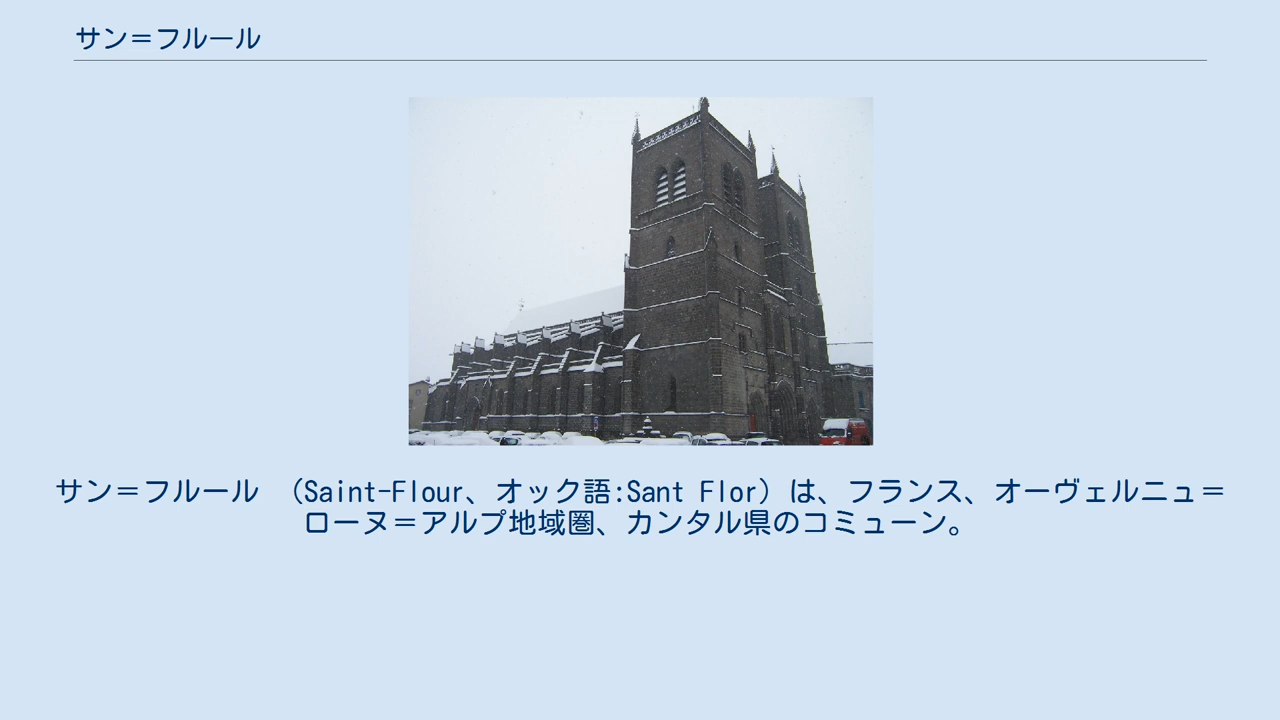 サン＝フルール
サン＝フルール （Saint-Flour、オック語:Sant Flor）は、フランス、オーヴェルニュ＝
ローヌ＝アルプ地域圏、カンタル県のコミューン。